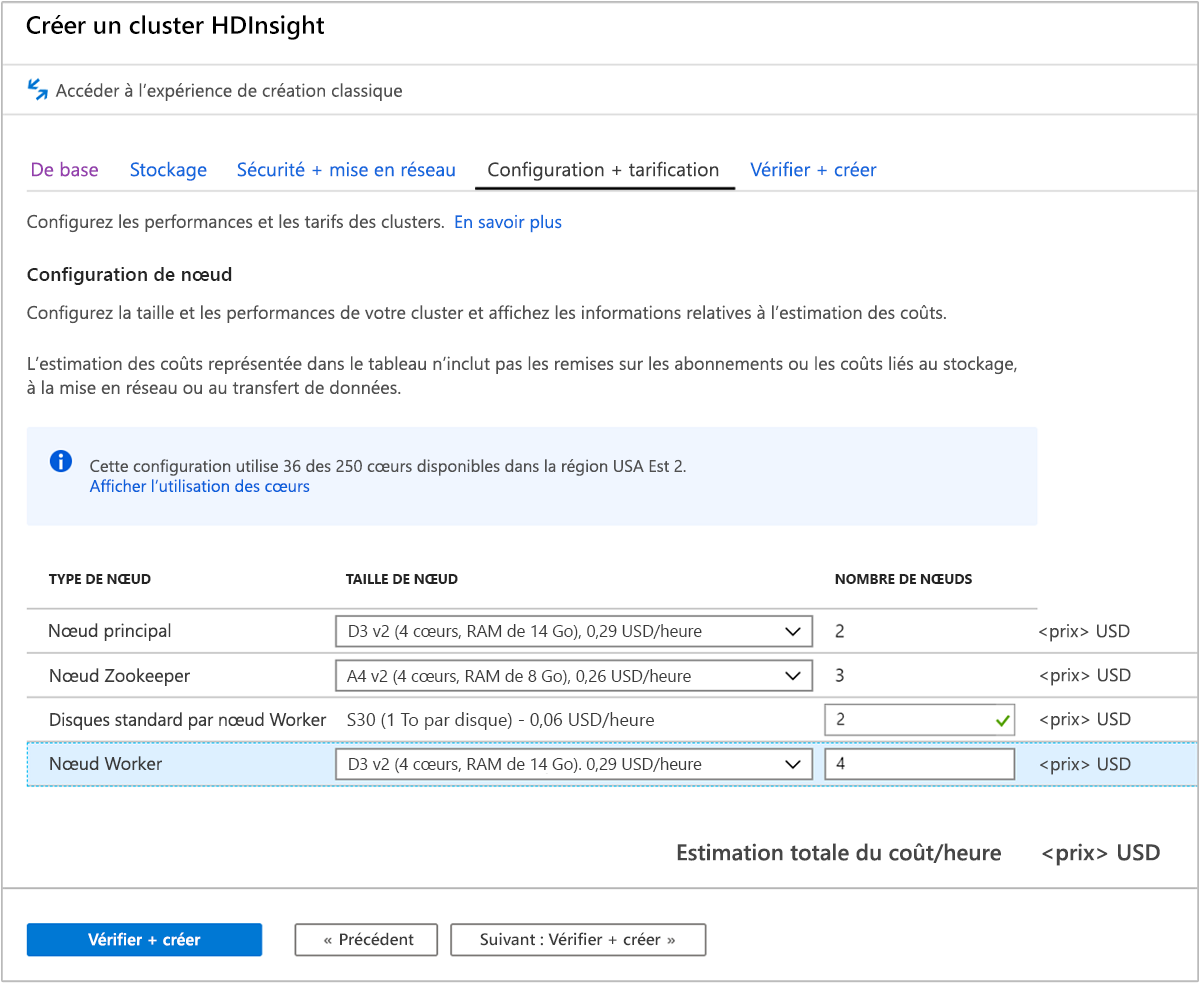 Créer un cluster HDInsight
Accéder à l’expérience de création classique
De base Stockage Sécurité + mise en réseau Configuration + tarification Vérifier + créer
Configurez les performances et les tarifs des clusters. En savoir plus
Configuration de nœud
Configurez la taille et les performances de votre cluster et affichez les informations relatives à l’estimation des coûts.
L’estimation des coûts représentée dans le tableau n’inclut pas les remises sur les abonnements ou les coûts liés au stockage,
à la mise en réseau ou au transfert de données.
Cette configuration utilise 36 des 250 cœurs disponibles dans la région USA Est 2.
Afficher l’utilisation des cœurs
TYPE DE NŒUD TAILLE DE NŒUD NOMBRE DE NŒUDS
Nœud principal D3 v2 (4 cœurs, RAM de 14 Go), 0,29 USD/heure 2 <prix> USD
Nœud Zookeeper A4 v2 (4 cœurs, RAM de 8 Go), 0,26 USD/heure 3 <prix> USD
Disques standard par nœud Worker S30 (1 To par disque) - 0,06 USD/heure 2 <prix> USD
Nœud Worker D3 v2 (4 cœurs, RAM de 14 Go). 0,29 USD/heure 4 <prix> USD
Estimation totale du coût/heure <prix> USD
Vérifier + créer « Précédent Suivant : Vérifier + créer »